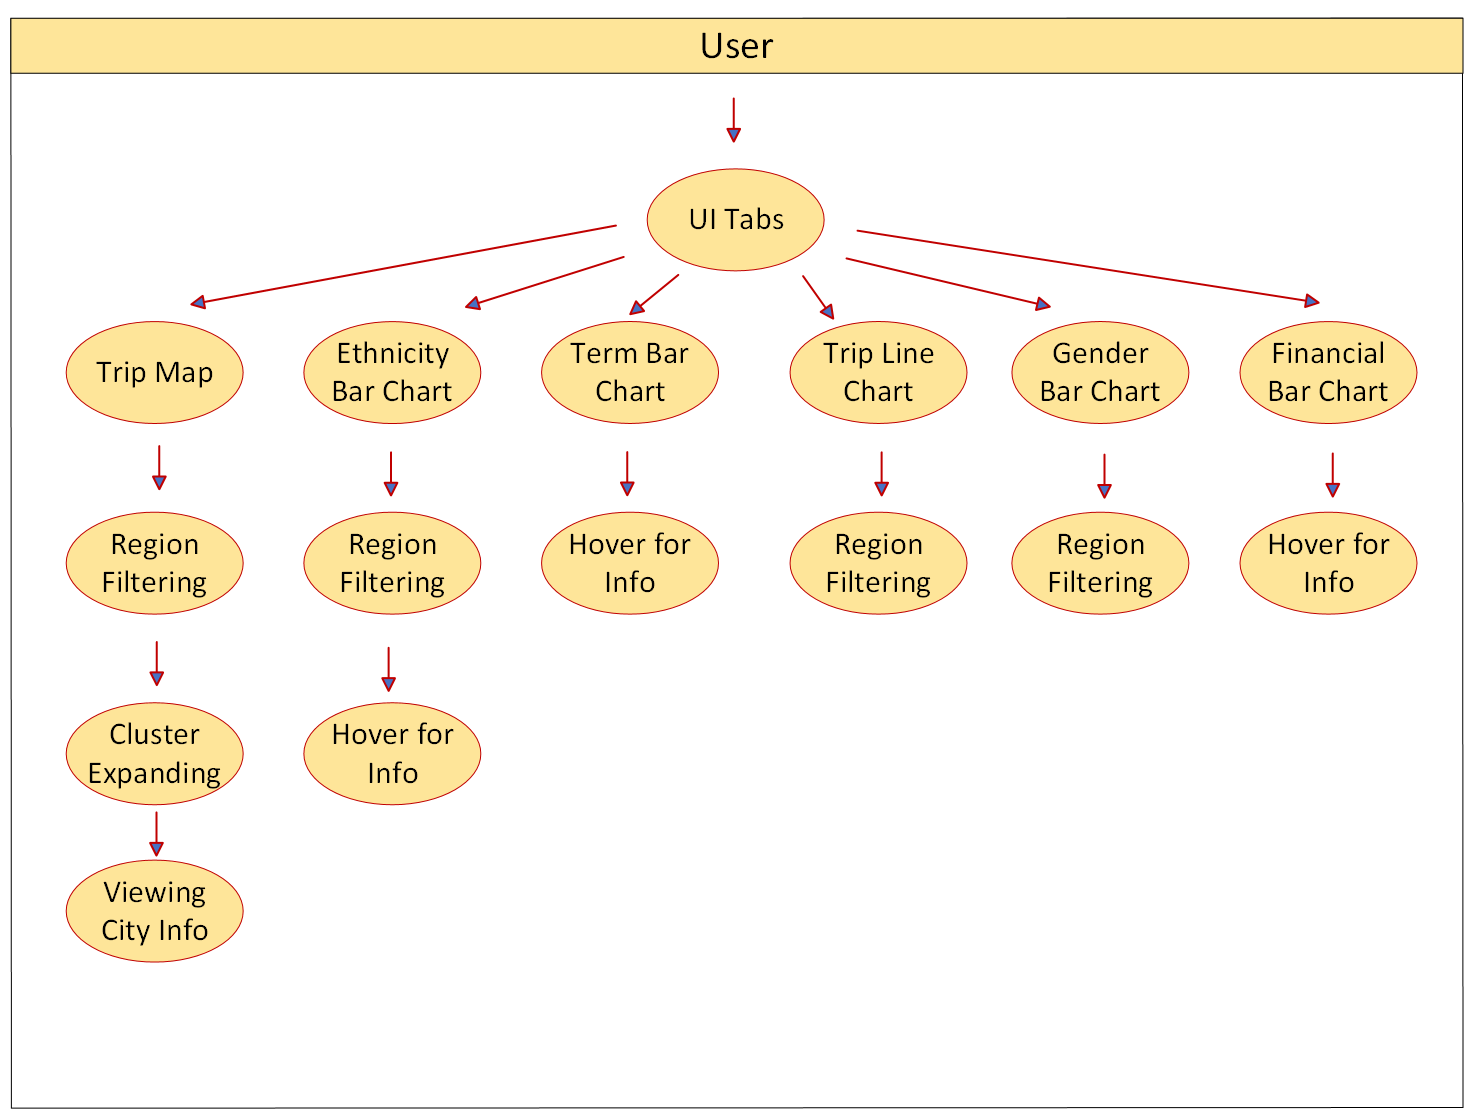 User
UI Tabs
Trip Map
Ethnicity
Bar Chart
Term Bar
Chart
Trip Line
Chart
Gender
Bar Chart
Financial
Bar Chart
Region
Filtering
Region
Filtering
Hover for
Info
Region
Filtering
Region
Filtering
Hover for
Info
Cluster
Expanding
Hover for
Info
Viewing
City Info